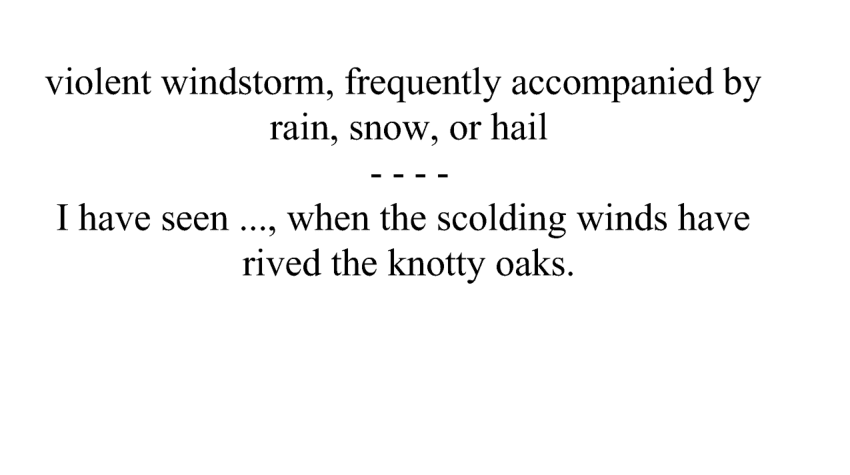 violent windstorm, frequently accompanied by
rain, snow, or hail
- - - -
I have seen ..., when the scolding winds have
rived the knotty oaks.